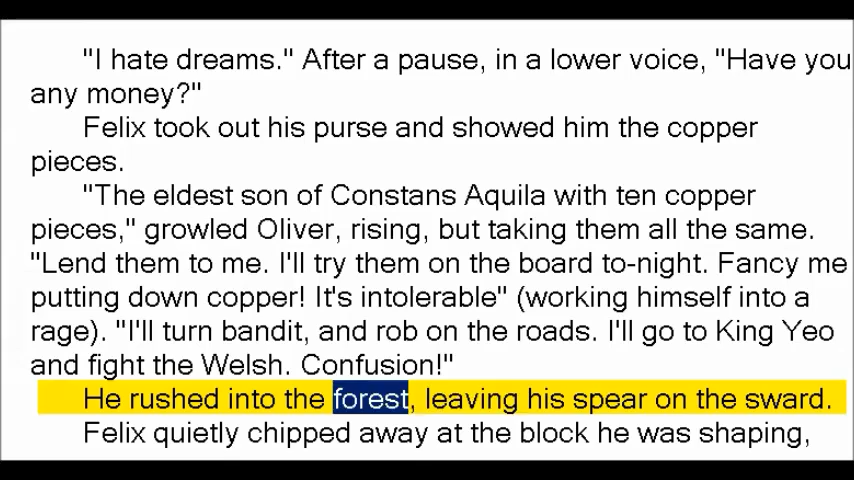 "I hate dreams." After a pause, in a lower voice, "Have you
any money?"
Felix took out his purse and showed him the copper
pieces.
"The eldest son of Constans Aquila with ten copper
pieces," growled Oliver, rising, but taking them all the same.
"Lend them to me. I'll try them on the board to-night. Fancy me
putting down copper! It's intolerable" (working himself into a
rage). "I'll turn bandit, and rob on the roads. I'll go to King Yeo
and fight the Welsh. Confusion!"
He rushed into the forest, leaving his spear on the sward.
Felix quietly chipped away at the block he was shaping,